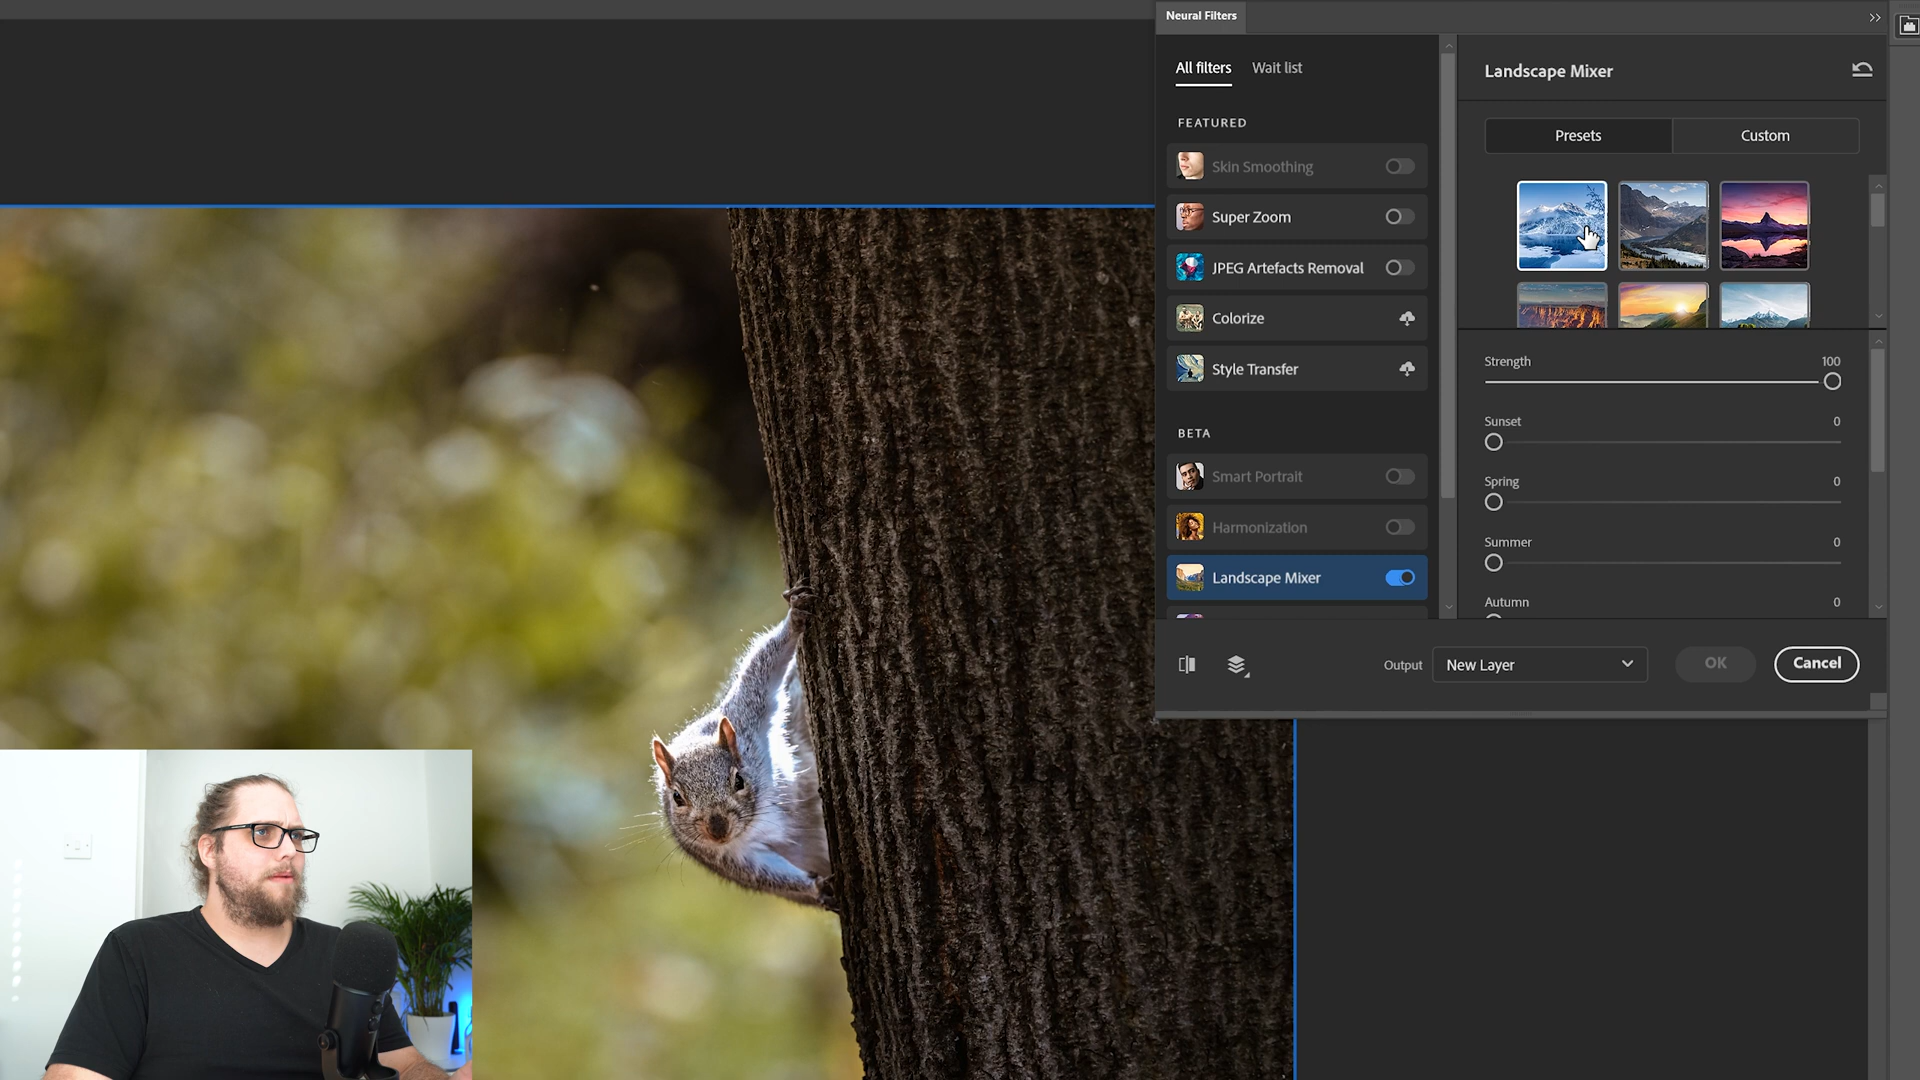 Neural Filters
All filters
Wait list
FEATURED
Skin Smoothing
Super Zoom
JPEG Artefacts Removal
Colorize
Style Transfer
BETA
Smart Portrait
Harmonization
Landscape Mixer
Landscape Mixer
Presets
Custom
Strength 100
Sunset 0
Spring 0
Summer 0
Autumn 0
Output New Layer OK Cancel